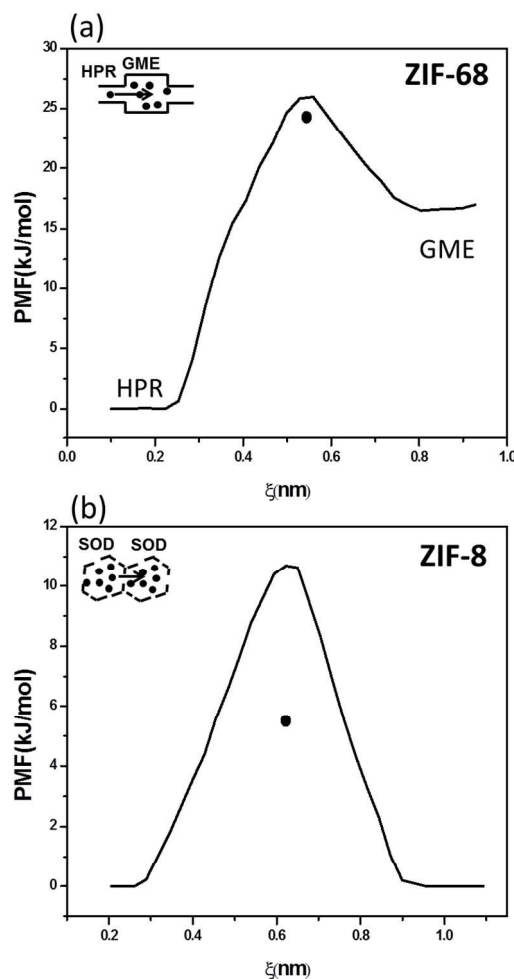 (a)
ZIF-68
HPR GME
30
25
20
15
10
5
0
PMF(kJ/mol)
HPR
GME
0.0 0.2 0.4 0.6 0.8 1.0
ξ(nm)
(b)
ZIF-8
SOD SOD
12
10
8
6
4
2
0
PMF(kJ/mol)
0.2 0.4 0.6 0.8 1.0
ξ(nm)